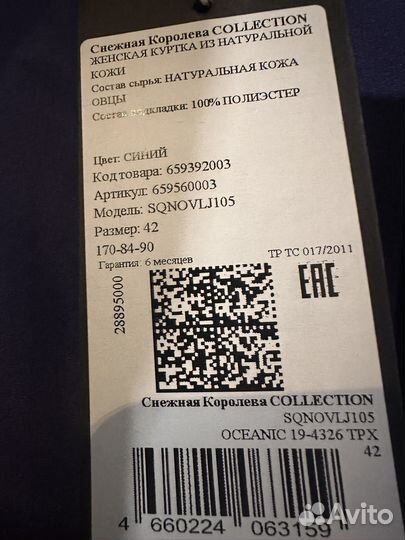 Снежная Королева COLLECTION
ЖЕНСКАЯ КУРТКА ИЗ НАТУРАЛЬНОЙ
КОЖИ
Состав сырья: НАТУРАЛЬНАЯ КОЖА
ОВЦЫ
Состав подкладки: 100% ПОЛИЭСТЕР
Цвет: СИНИЙ
Код товара: 659392003
Артикул: 659560003
Модель: SQNOVLJ105
Размер: 42
170-84-90
Гарантия: 6 месяцев
ТР ТС 017/2011
EAC
28895000
Снежная Королева COLLECTION
SQNOVLJ105
OCEANIC 19-4326 TPX
42
4 660224 063159
Avito